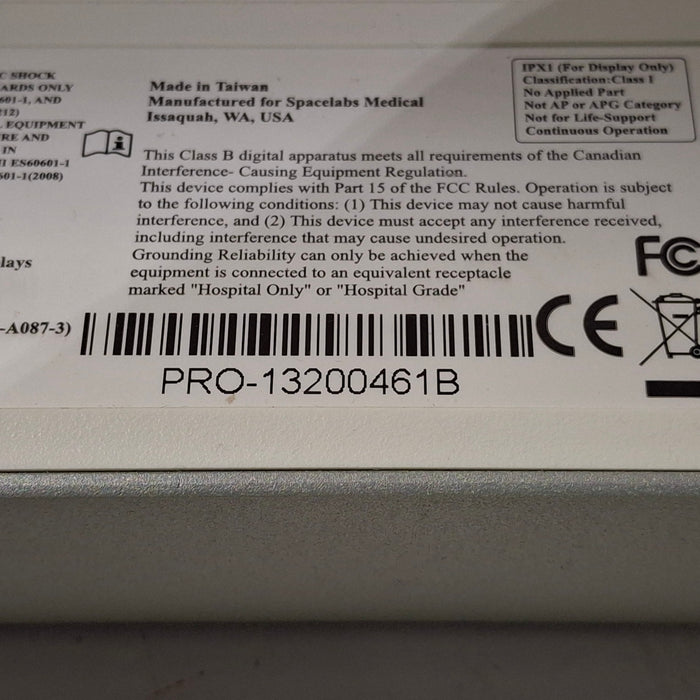 C SHOCK
ARDS ONLY
601-1, AND
12)
EQUIPMENT
RE AND
IN
I ES60601-1
601-1(2008)
lays
-A087-3)
Made in Taiwan
Manufactured for Spacelabs Medical
Issaquah, WA, USA
IPX1 (For Display Only)
Classification:Class I
No Applied Part
Not AP or APG Category
Not for Life-Support
Continuous Operation
This Class B digital apparatus meets all requirements of the Canadian
Interference- Causing Equipment Regulation.
This device complies with Part 15 of the FCC Rules. Operation is subject
to the following conditions: (1) This device may not cause harmful
interference, and (2) This device must accept any interference received,
including interference that may cause undesired operation.
Grounding Reliability can only be achieved when the
equipment is connected to an equivalent receptacle
marked "Hospital Only" or "Hospital Grade"
FC
CE
PRO-13200461B